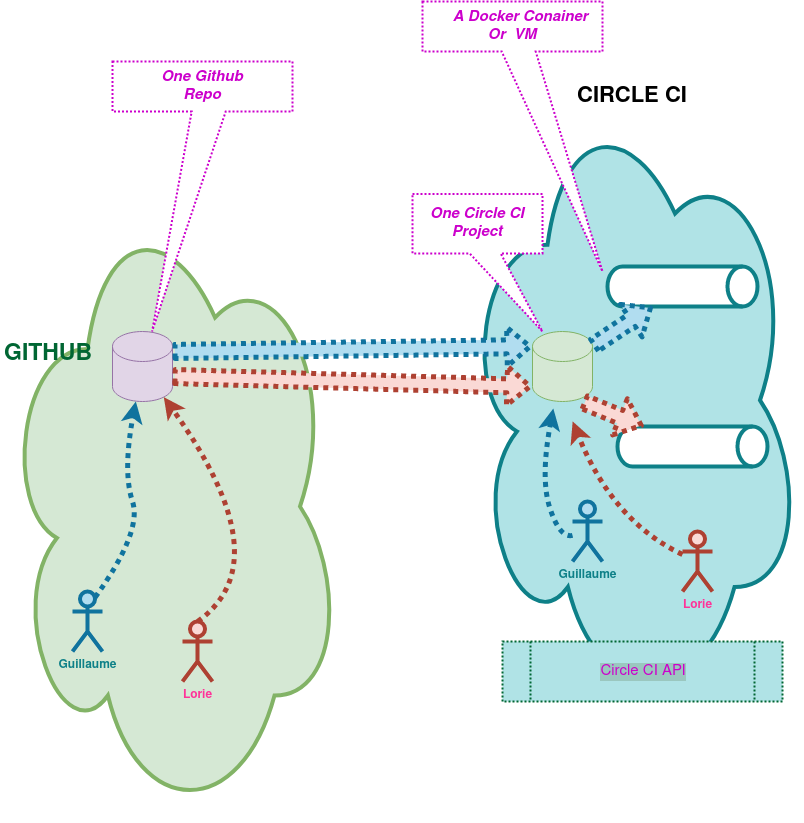 A Docker Conainer
Or VM
One Github
Repo
CIRCLE CI
One Circle CI
Project
GITHUB
Guillaume
Lorie
Guillaume
Lorie
Circle CI API